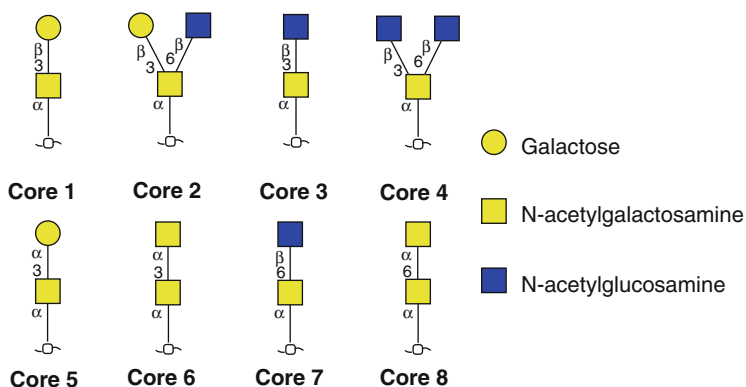 β
3
α
Core 1
β
3
6
β
α
Core 2
β
3
α
Core 3
β
3
6
β
α
Core 4
Galactose
N-acetylgalactosamine
N-acetylglucosamine
α
3
α
Core 5
α
3
α
Core 6
β
6
α
Core 7
α
6
α
Core 8